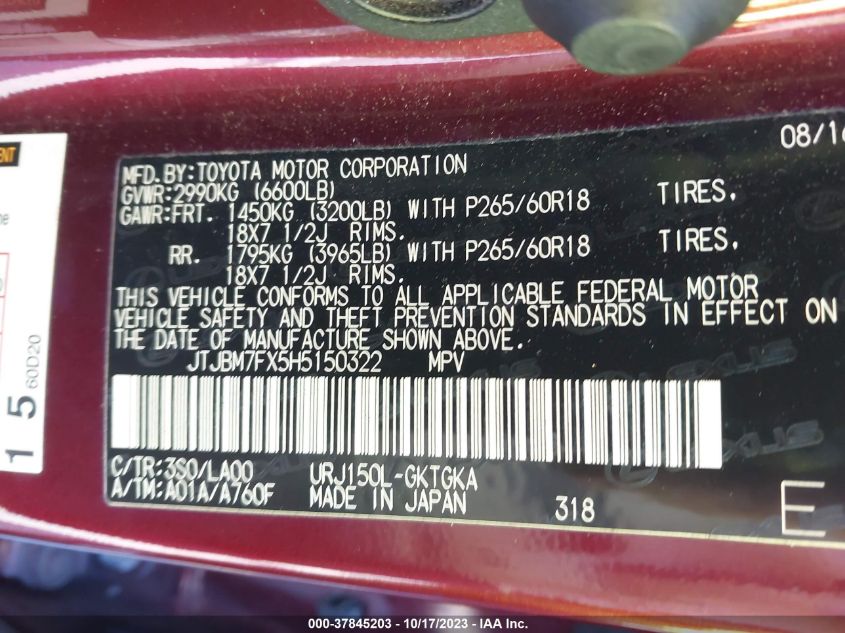 08/16
MFD.BY:TOYOTA MOTOR CORPORATION
GVWR:2990KG (6600LB)
GAWR:FRT. 1450KG (3200LB) WITH P265/60R18 TIRES,
18X7 1/2J RIMS.
RR. 1795KG (3965LB) WITH P265/60R18 TIRES,
18X7 1/2J RIMS.
THIS VEHICLE CONFORMS TO ALL APPLICABLE FEDERAL MOTOR
VEHICLE SAFETY AND THEFT PREVENTION STANDARDS IN EFFECT ON
THE DATE OF MANUFACTURE SHOWN ABOVE.
JTJBM7FX5H5150322 MPV
C/TR:3S0/LA00 URJ150L-GKTGKA
A/TM:A01A/A760F MADE IN JAPAN 318
E
LEXUS
1 5 60D20
000-37845203 - 10/17/2023 - IAA Inc.